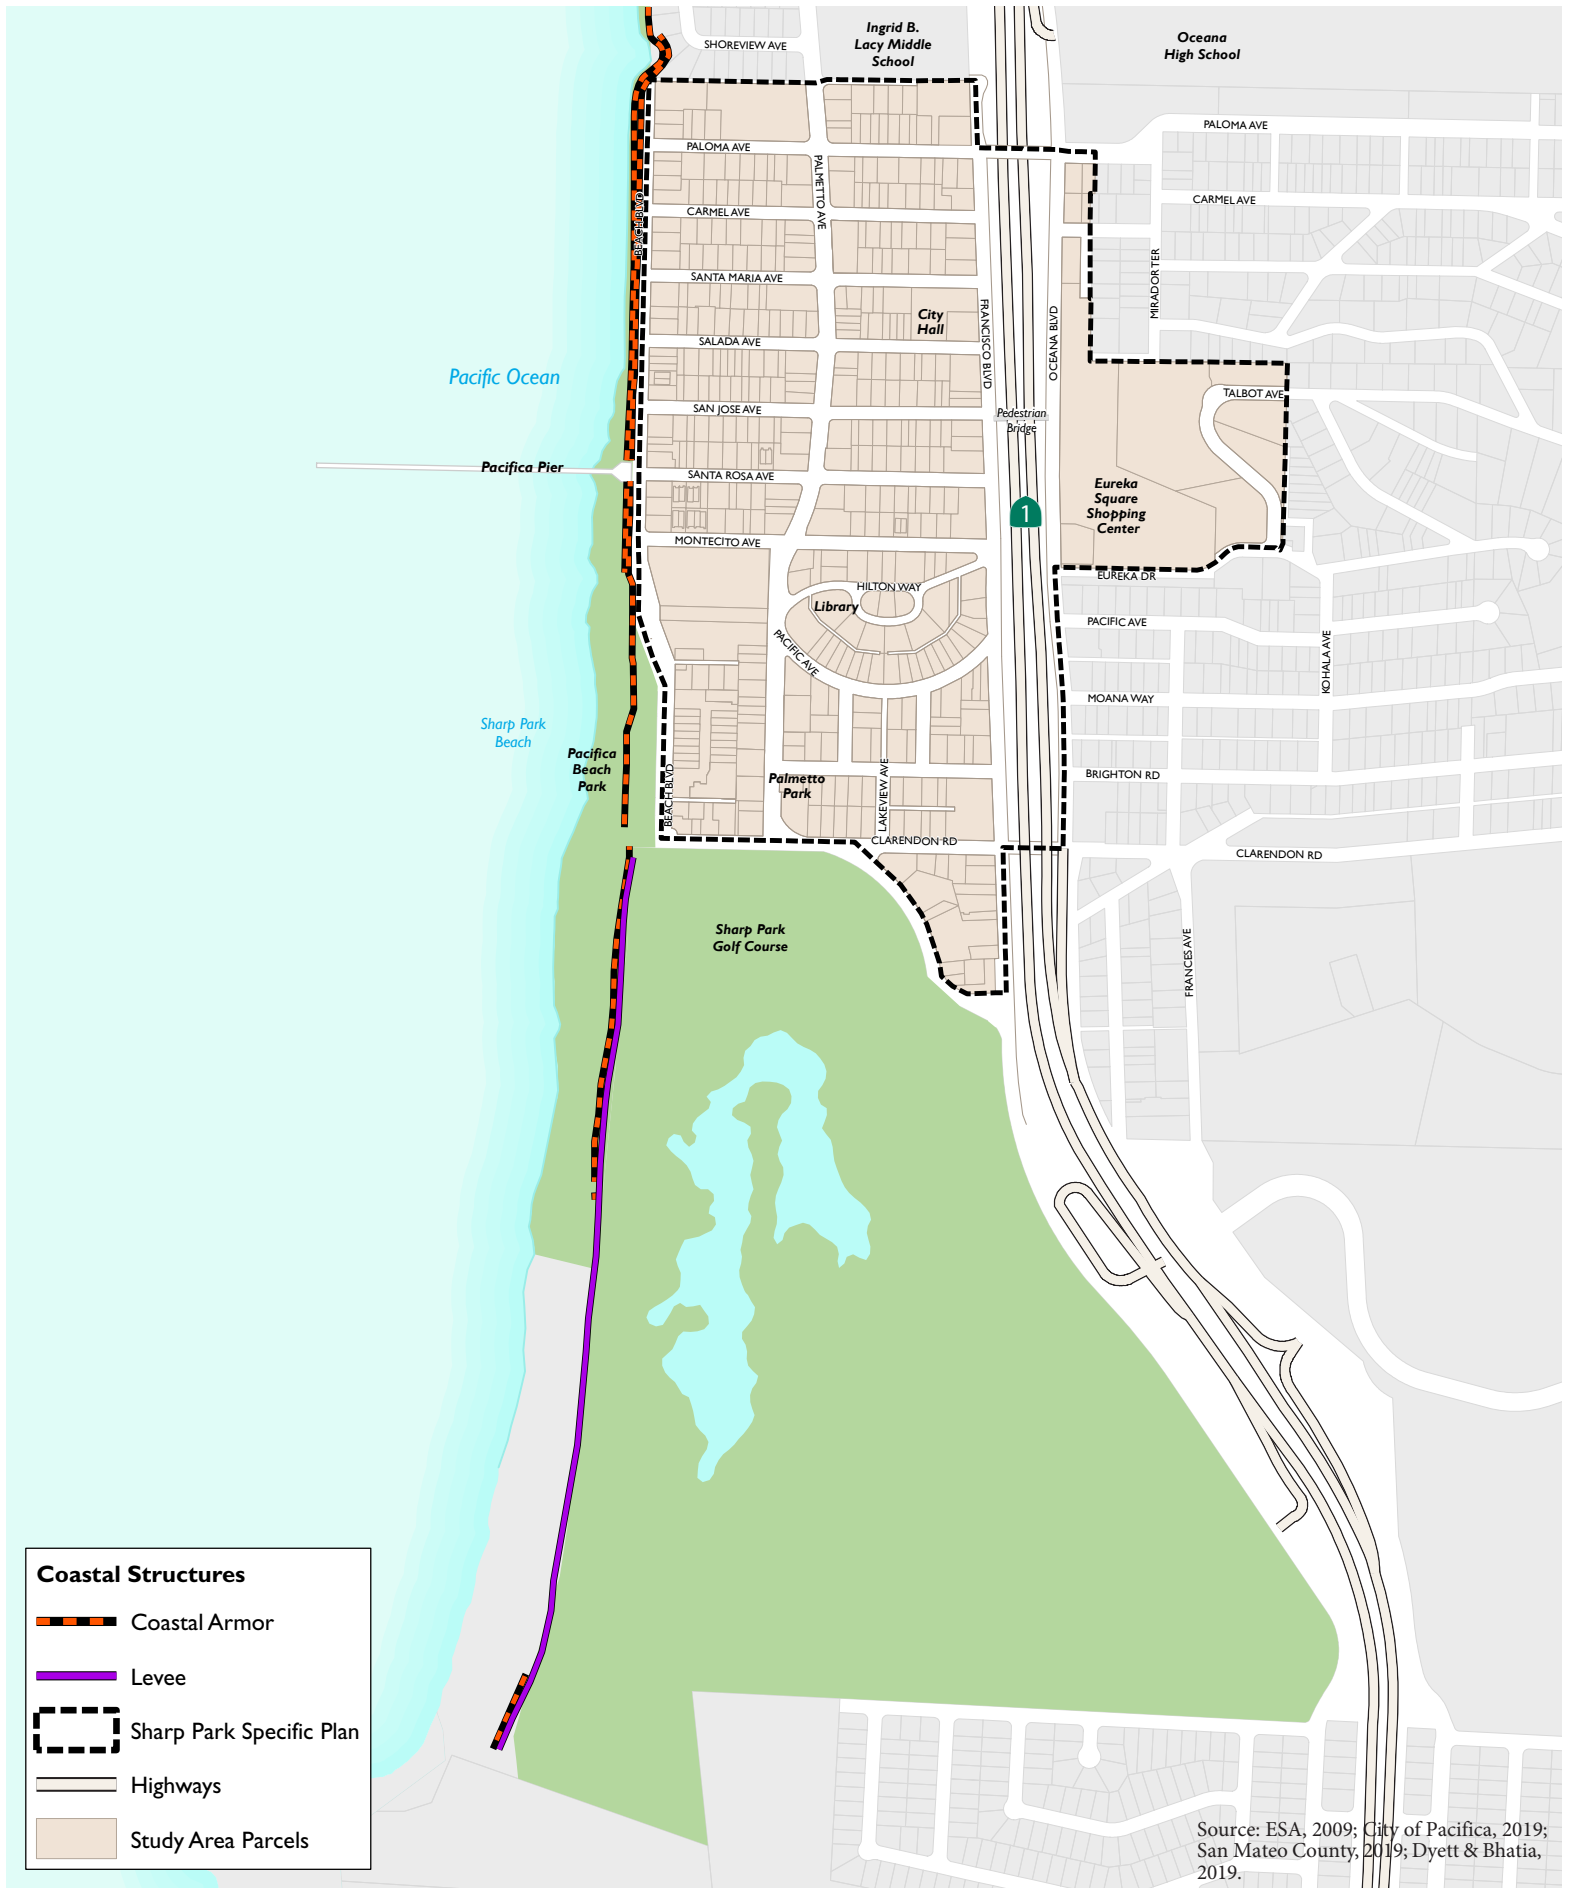 SHOREVIEW AVE
Ingrid B.
Lacy Middle
School
Oceana
High School
PALOMA AVE
PALOMA AVE
PALMETTO AVE
CARMEL AVE
CARMEL AVE
BEACH BLVD
SANTA MARIA AVE
MIRADOR TER
City
Hall
FRANCISCO BLVD
OCEANA BLVD
SALADA AVE
Pacific Ocean
TALBOT AVE
SAN JOSE AVE
Pedestrian
Bridge
Pacifica Pier
SANTA ROSA AVE
Eureka
Square
Shopping
Center
1
MONTECITO AVE
EUREKA DR
HILTON WAY
Library
PACIFIC AVE
PACIFIC AVE
KOHALA AVE
MOANA WAY
Sharp Park
Beach
Pacifica
Beach
Park
BEACH BLVD
Palmetto
Park
LAKEVIEW AVE
BRIGHTON RD
CLARENDON RD
CLARENDON RD
Sharp Park
Golf Course
FRANCES AVE
Coastal Structures
Coastal Armor
Levee
Sharp Park Specific Plan
Highways
Study Area Parcels
Source: ESA, 2009; City of Pacifica, 2019;
San Mateo County, 2019; Dyett & Bhatia,
2019.